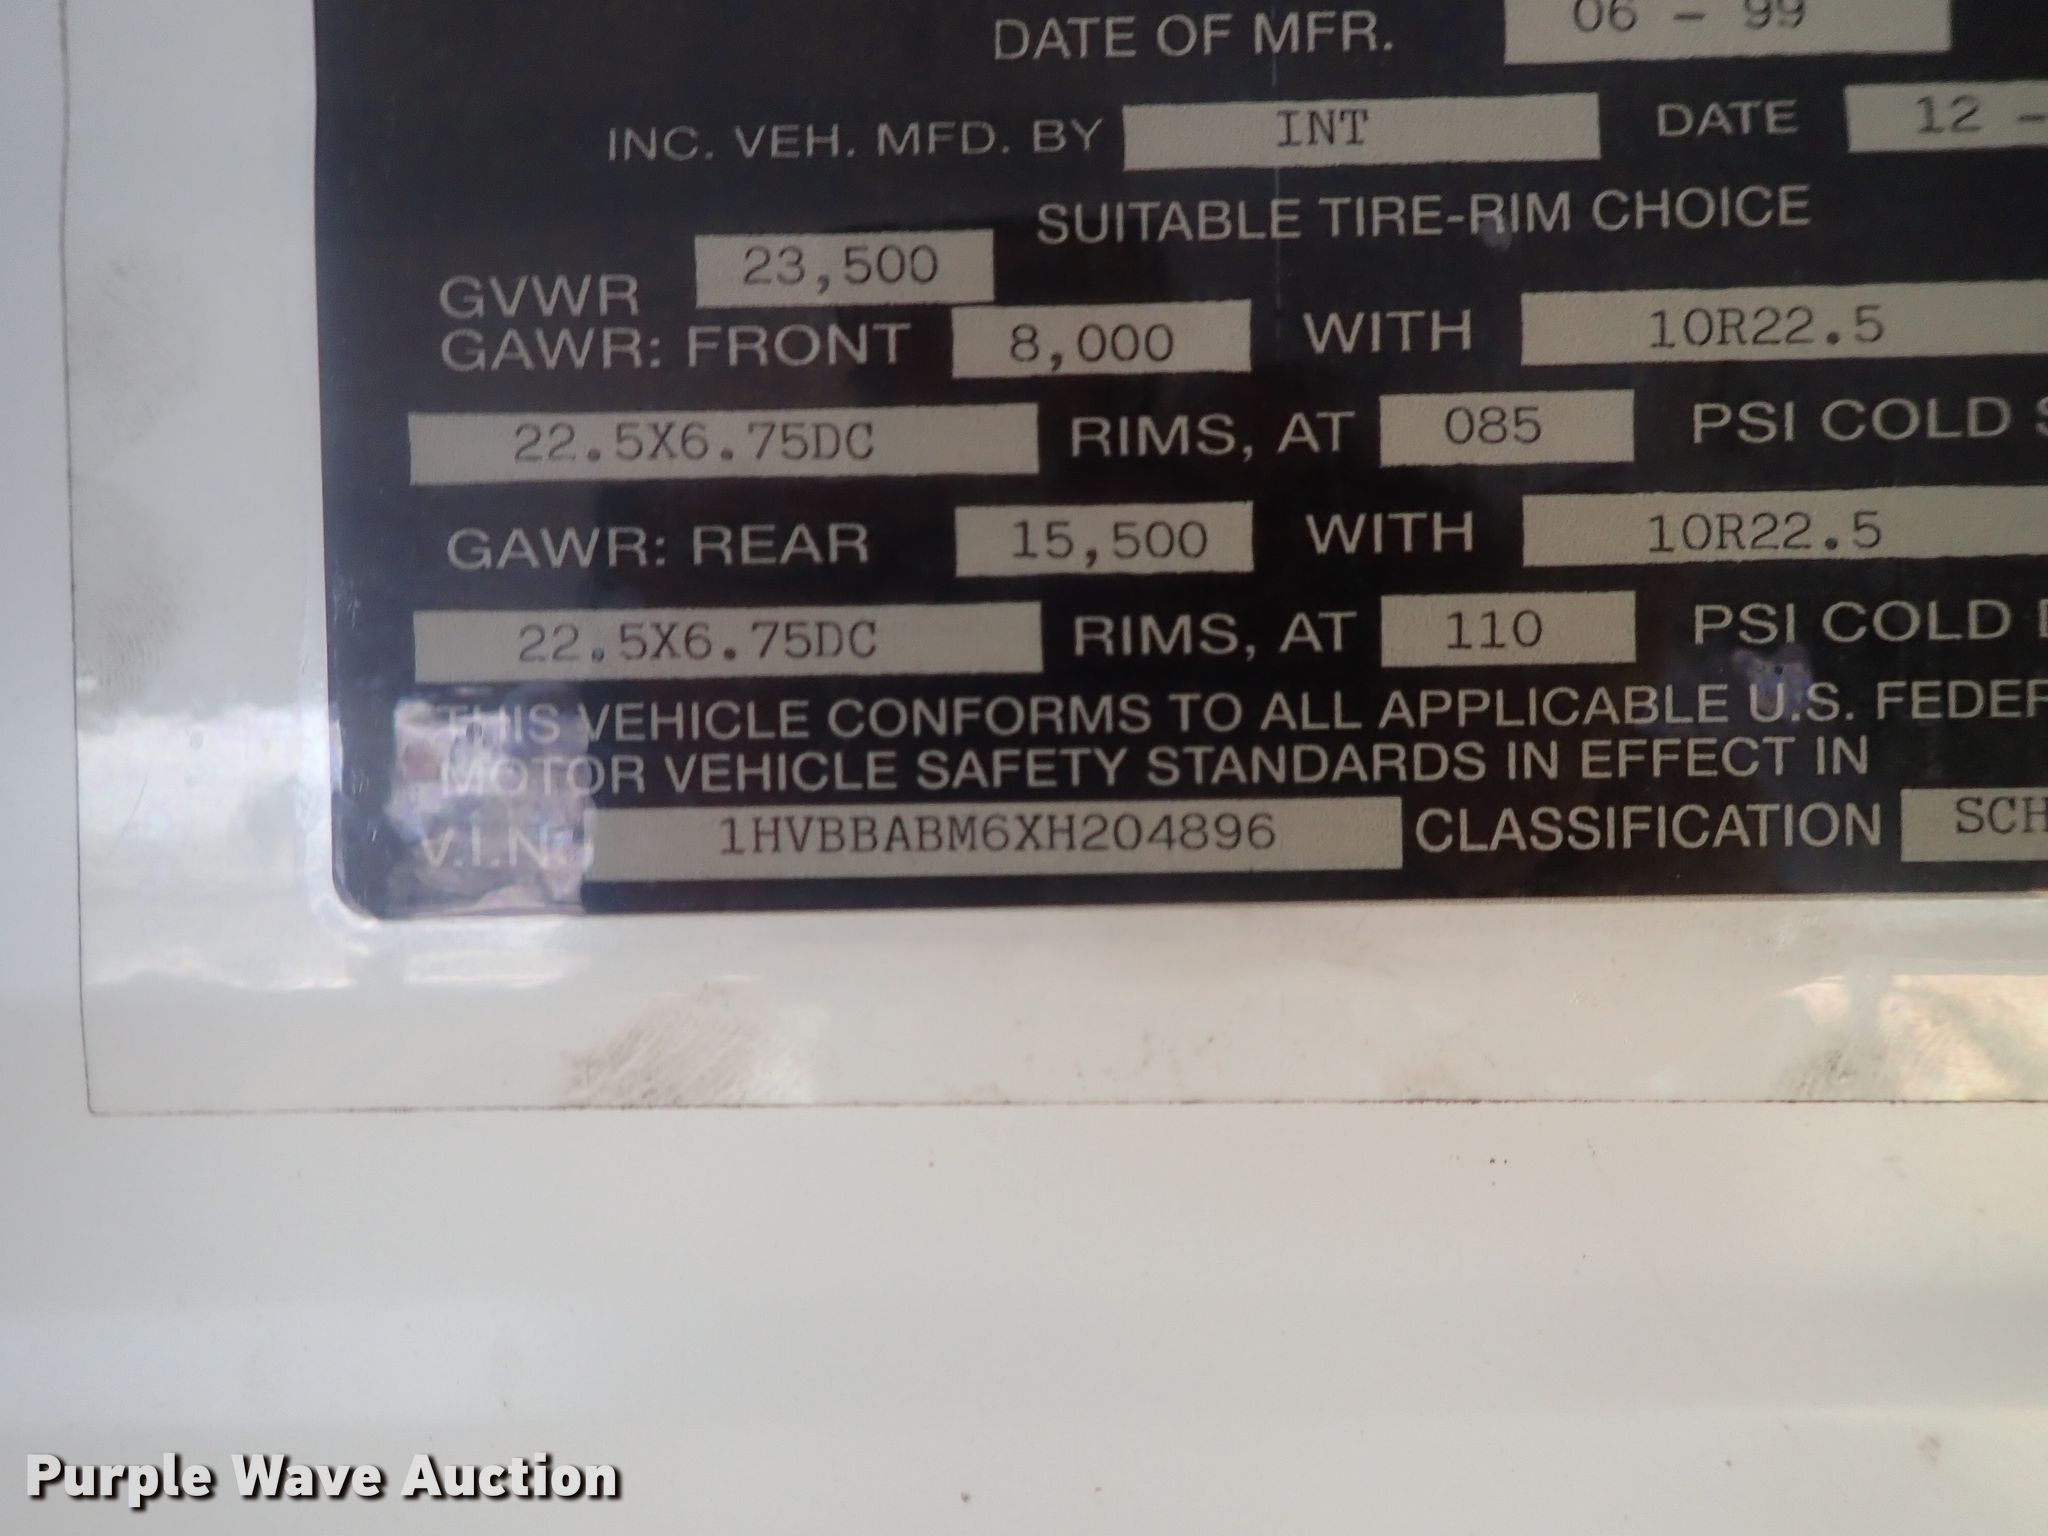 DATE OF MFR. 06 - 99
INC. VEH. MFD. BY INT DATE 12 -
SUITABLE TIRE-RIM CHOICE
GVWR 23,500
GAWR: FRONT 8,000 WITH 10R22.5
22.5X6.75DC RIMS, AT 085 PSI COLD S
GAWR: REAR 15,500 WITH 10R22.5
22.5X6.75DC RIMS, AT 110 PSI COLD D
THIS VEHICLE CONFORMS TO ALL APPLICABLE U.S. FEDER
MOTOR VEHICLE SAFETY STANDARDS IN EFFECT IN
V.I.N. 1HVBBABM6XH204896 CLASSIFICATION SCH
Purple Wave Auction